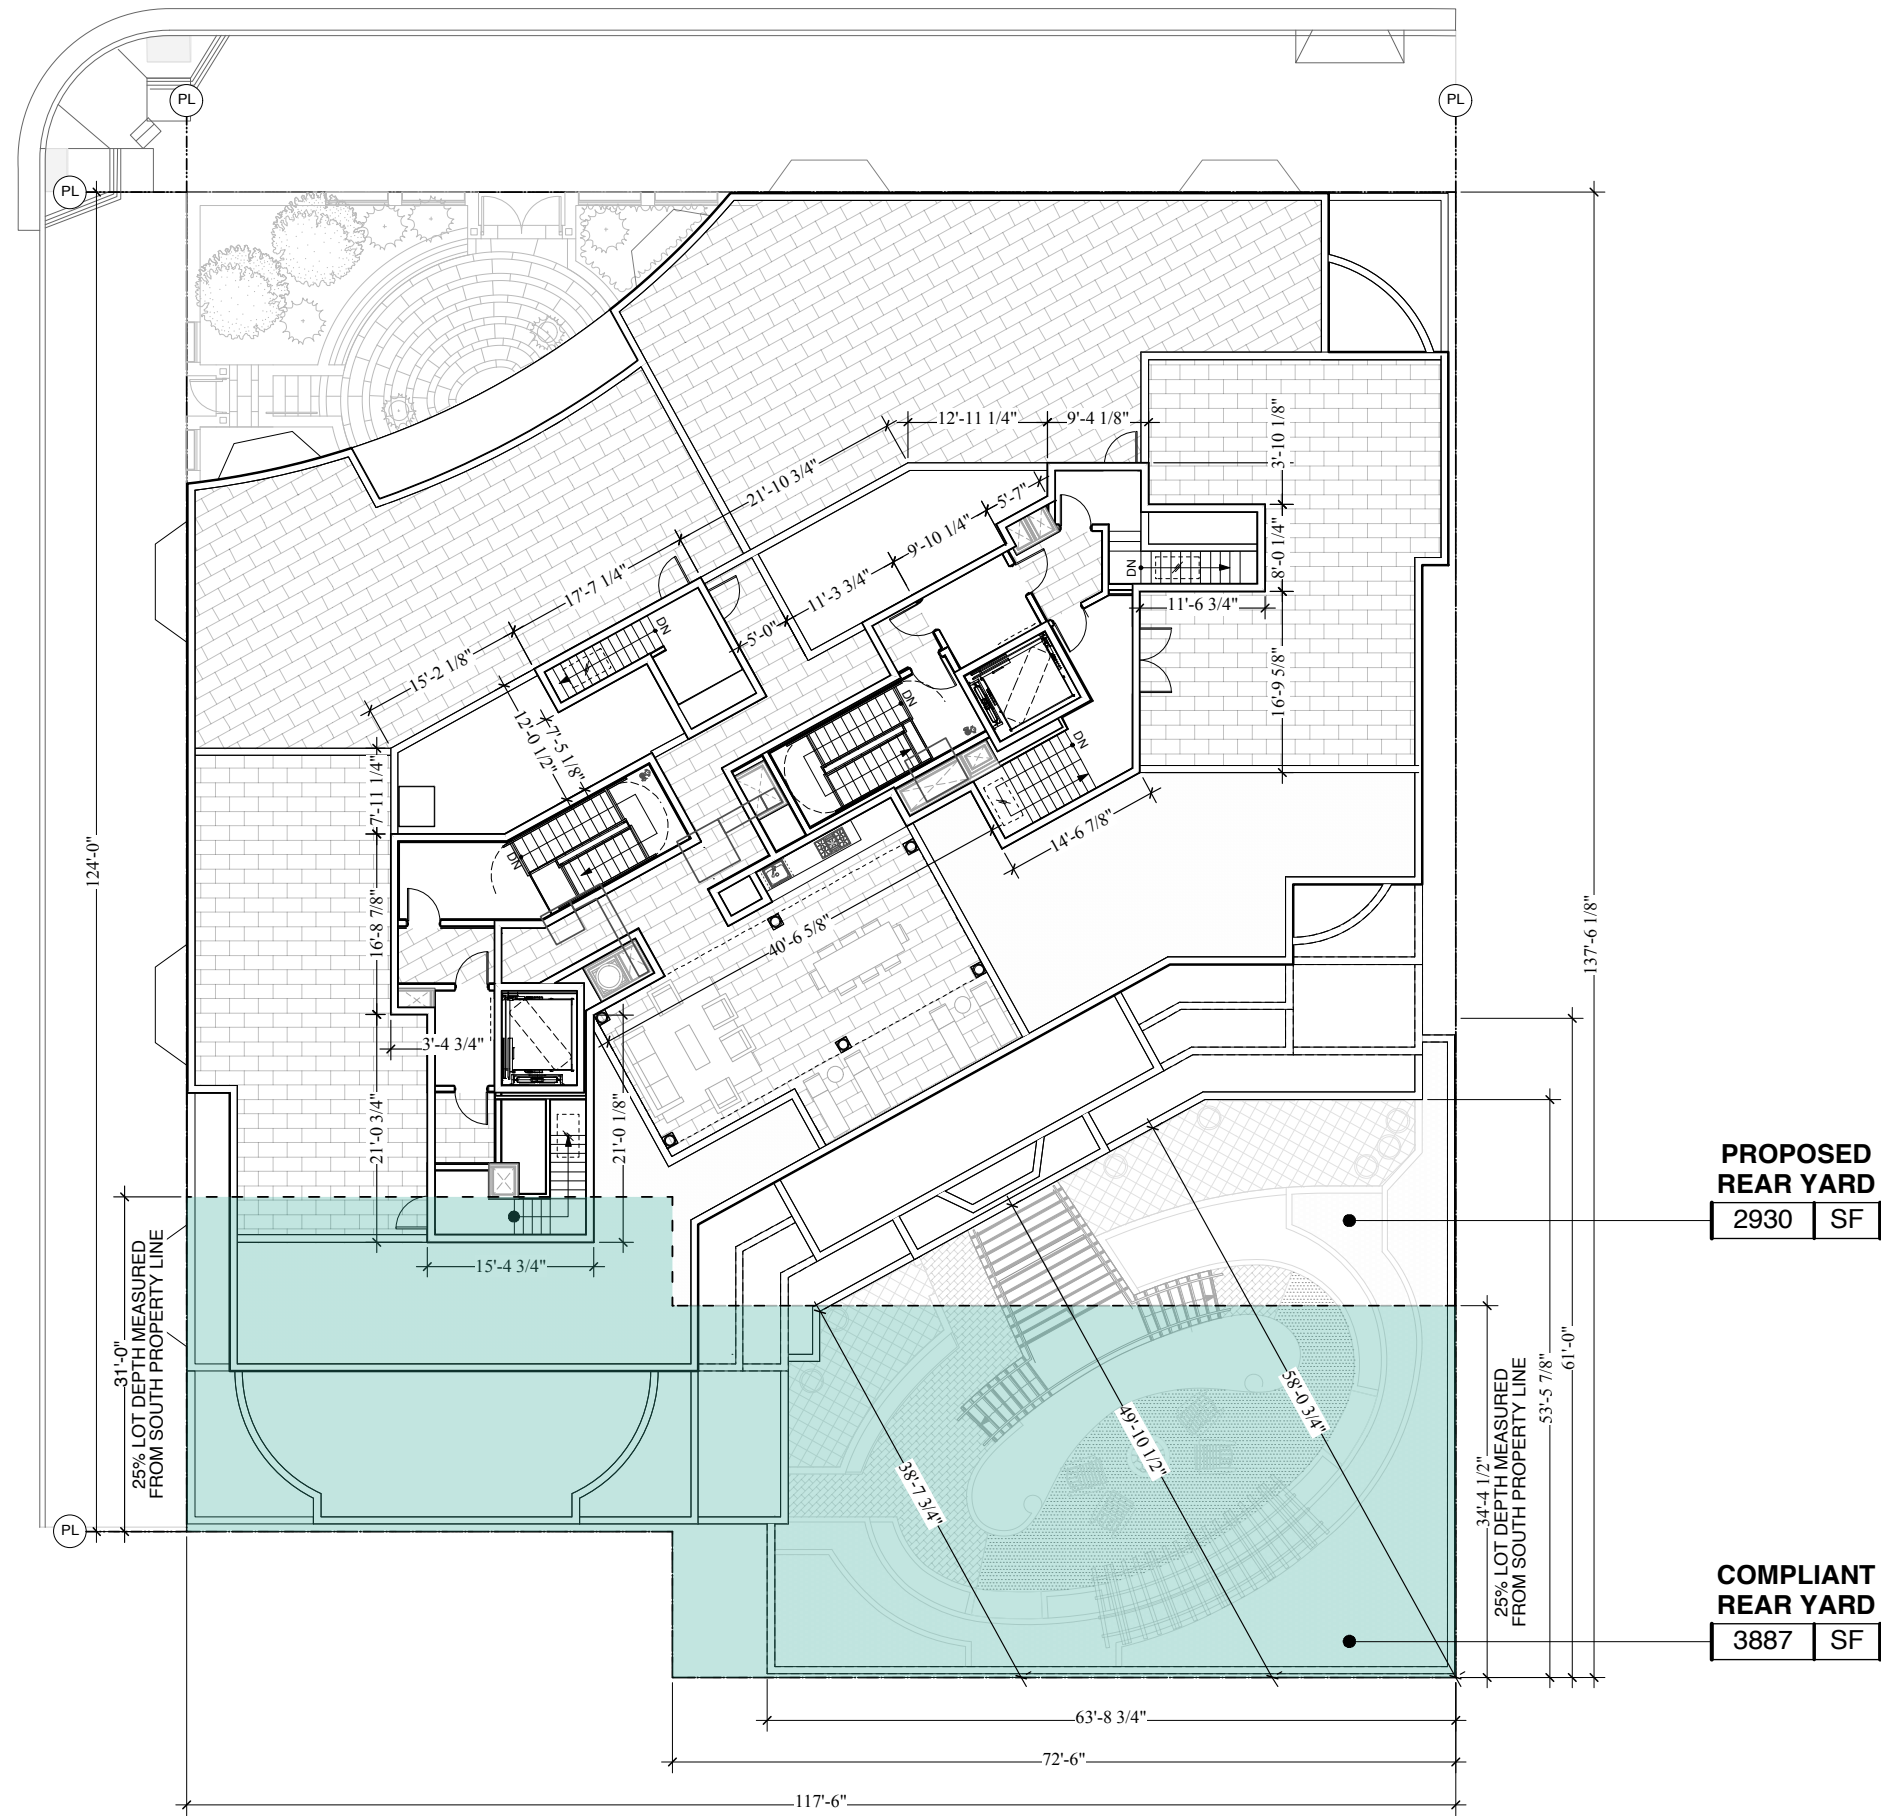 PL
PL
PL
12'-11 1/4"
9'-4 1/8"
3'-10 1/8"
21'-10 3/4"
5'-7"
9'-10 1/4"
8'-0 1/4"
17'-7 1/4"
11'-3 3/4"
DN
11'-6 3/4"
DN
5'-0"
15'-2 1/8"
16'-9 5/8"
12'-0 1/2"
7'-5 1/8"
DN
DN
7'-11 1/4"
124'-0"
14'-6 7/8"
DN
16'-8 7/8"
40'-6 5/8"
137'-6 1/8"
3'-4 3/4"
21'-0 3/4"
21'-0 1/8"
PROPOSED
REAR YARD
2930 SF
15'-4 3/4"
31'-0"
25% LOT DEPTH MEASURED
FROM SOUTH PROPERTY LINE
61'-0"
53'-5 7/8"
58'-0 3/4"
49'-10 1/2"
38'-7 3/4"
34'-4 1/2"
25% LOT DEPTH MEASURED
FROM SOUTH PROPERTY LINE
PL
COMPLIANT
REAR YARD
3887 SF
63'-8 3/4"
72'-6"
117'-6"